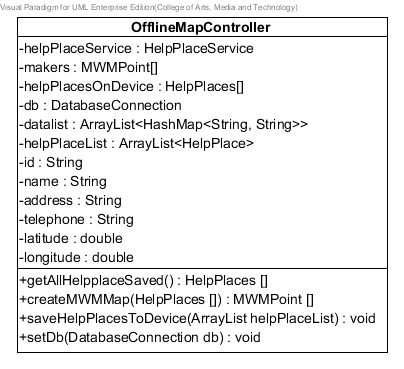 Visual Paradigm for UML Enterprise Edition(College of Arts, Media and Technology)
OfflineMapController
-helpPlaceService : HelpPlaceService
-makers : MWMPoint[]
-helpPlacesOnDevice : HelpPlaces[]
-db : DatabaseConnection
-datalist : ArrayList<HashMap<String, String>>
-helpPlaceList : ArrayList<HelpPlace>
-id : String
-name : String
-address : String
-telephone : String
-latitude : double
-longitude : double
+getAllHelpplaceSaved() : HelpPlaces []
+createMWMMap(HelpPlaces []) : MWMPoint []
+saveHelpPlacesToDevice(ArrayList helpPlaceList) : void
+setDb(DatabaseConnection db) : void